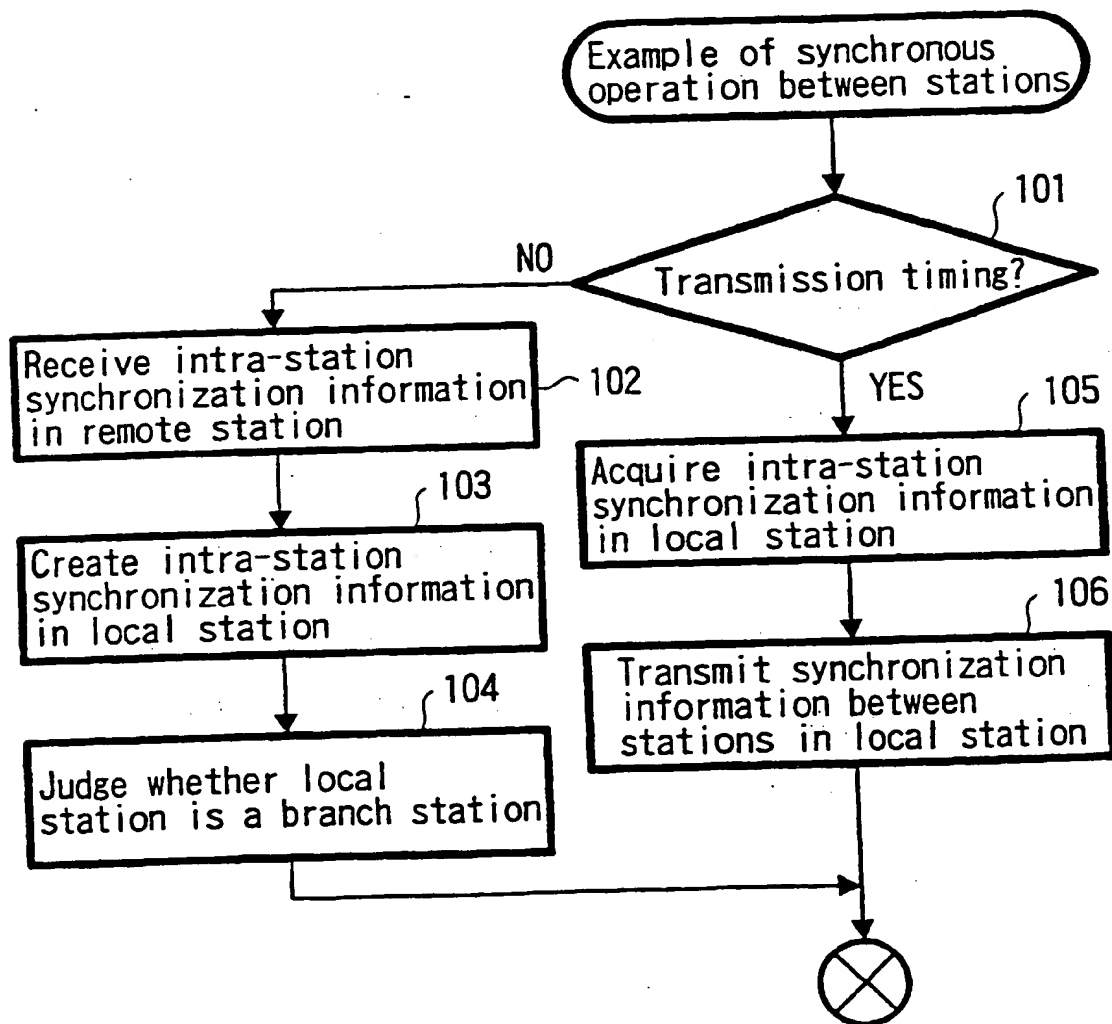 Example of synchronous
operation between stations
101
Transmission timing?
NO
YES
Receive intra-station
synchronization information
in remote station
102
103
Create intra-station
synchronization information
in local station
104
Judge whether local
station is a branch station
105
Acquire intra-station
synchronization information
in local station
106
Transmit synchronization
information between
stations in local station